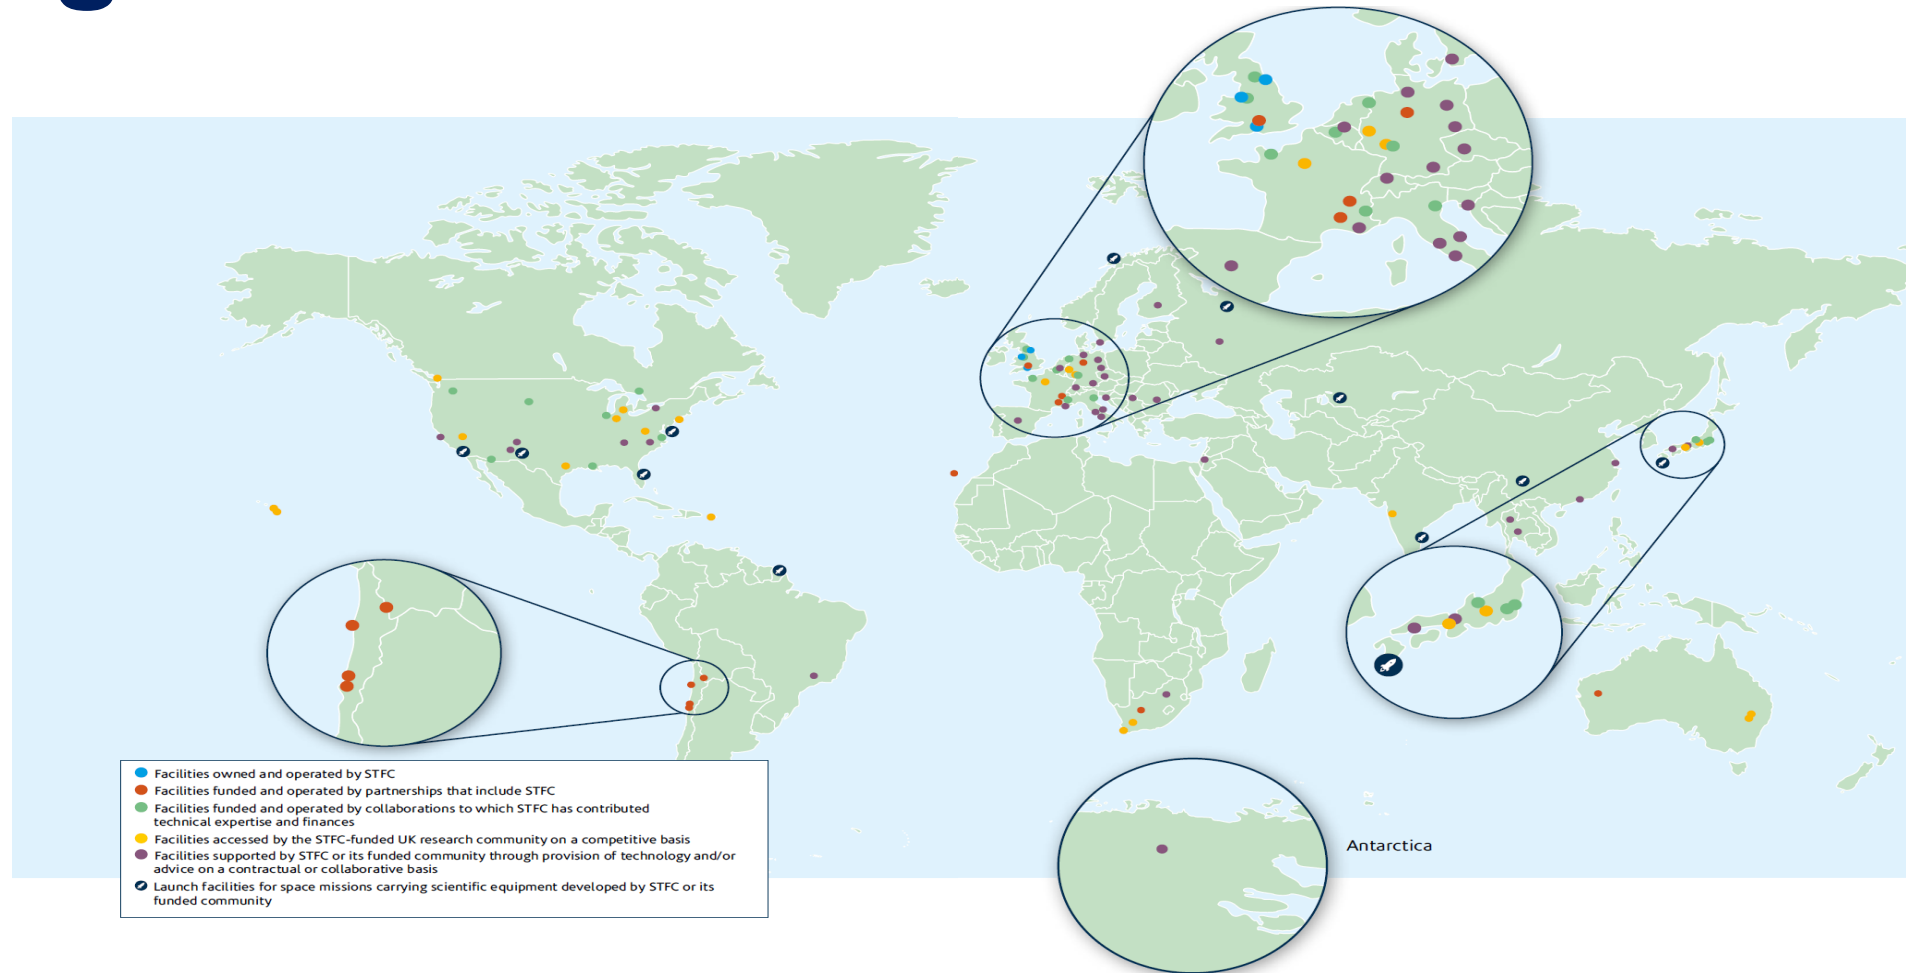 Antarctica
Facilities owned and operated by STFC
Facilities funded and operated by partnerships that include STFC
Facilities funded and operated by collaborations to which STFC has contributed
technical expertise and finances
Facilities accessed by the STFC-funded UK research community on a competitive basis
Facilities supported by STFC or its funded community through provision of technology and/or
advice on a contractual or collaborative basis
Launch facilities for space missions carrying scientific equipment developed by STFC or its
funded community